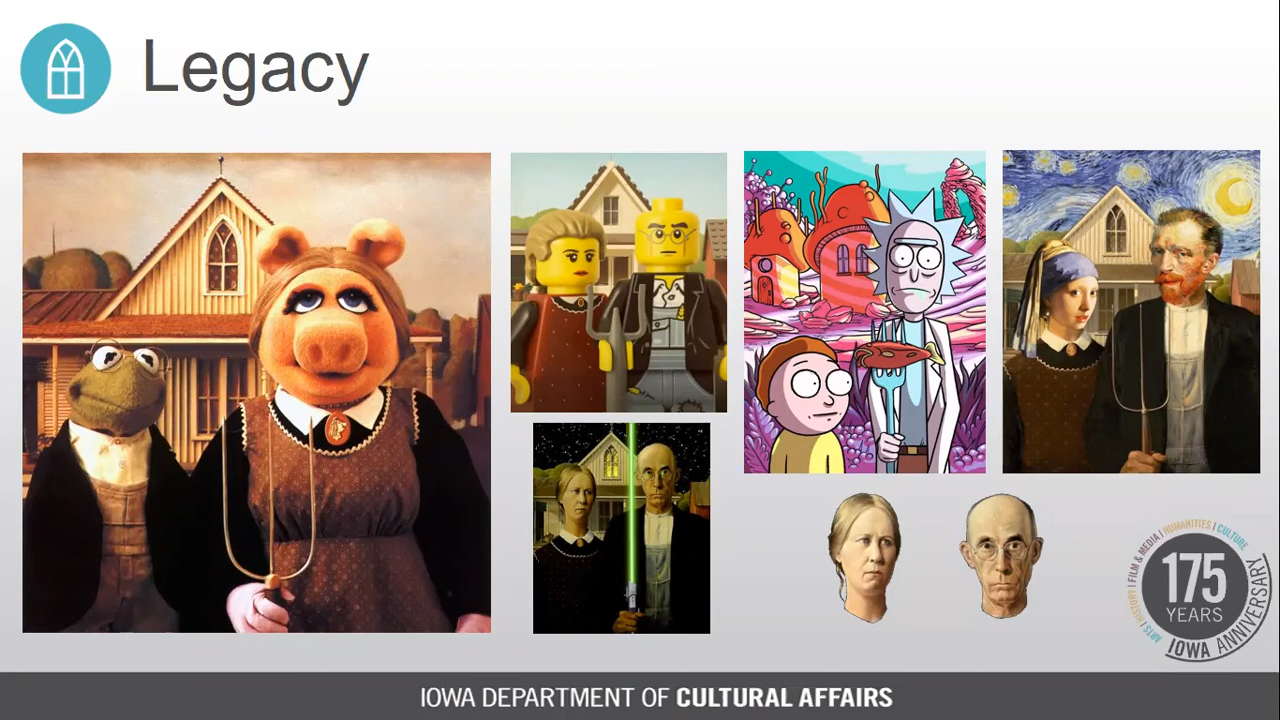 Legacy
ARTS | HISTORY | FILM & MEDIA | HUMANITIES | CULTURE
175
YEARS
IOWA ANNIVERSARY
IOWA DEPARTMENT OF CULTURAL AFFAIRS